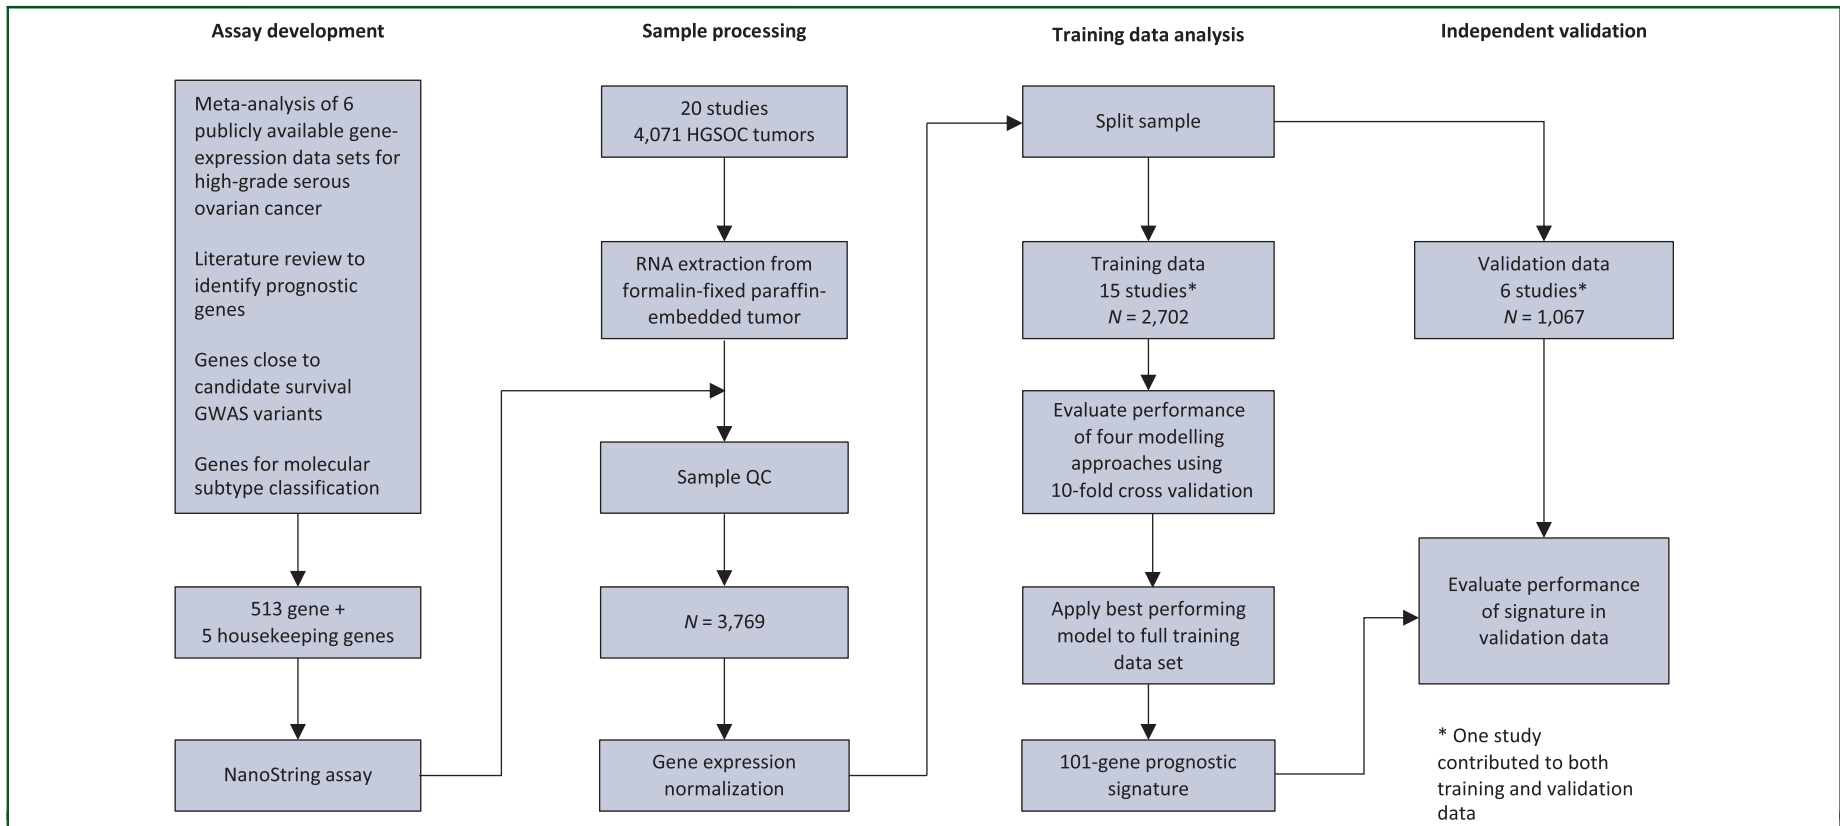 Assay development
Meta-analysis of 6
publicly available gene-
expression data sets for
high-grade serous
ovarian cancer
Literature review to
identify prognostic
genes
Genes close to
candidate survival
GWAS variants
Genes for molecular
subtype classification
513 gene +
5 housekeeping genes
NanoString assay
Sample processing
20 studies
4,071 HGSOC tumors
RNA extraction from
formalin-fixed paraffin-
embedded tumor
Sample QC
N = 3,769
Gene expression
normalization
Training data analysis
Split sample
Training data
15 studies*
N = 2,702
Evaluate performance
of four modelling
approaches using
10-fold cross validation
Apply best performing
model to full training
data set
101-gene prognostic
signature
Independent validation
Validation data
6 studies*
N = 1,067
Evaluate performance
of signature in
validation data
* One study
contributed to both
training and validation
data